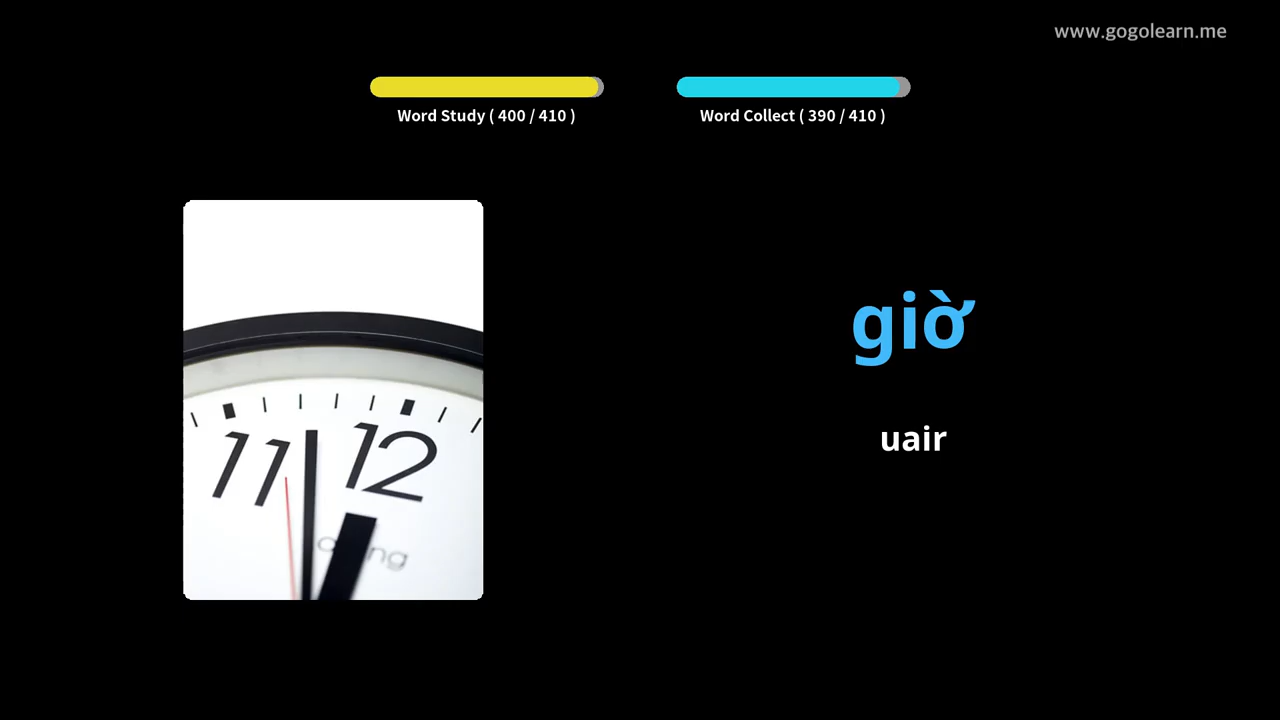 www.gogolearn.me
Word Study ( 400 / 410 )
Word Collect ( 390 / 410 )
giờ
uair
11
12